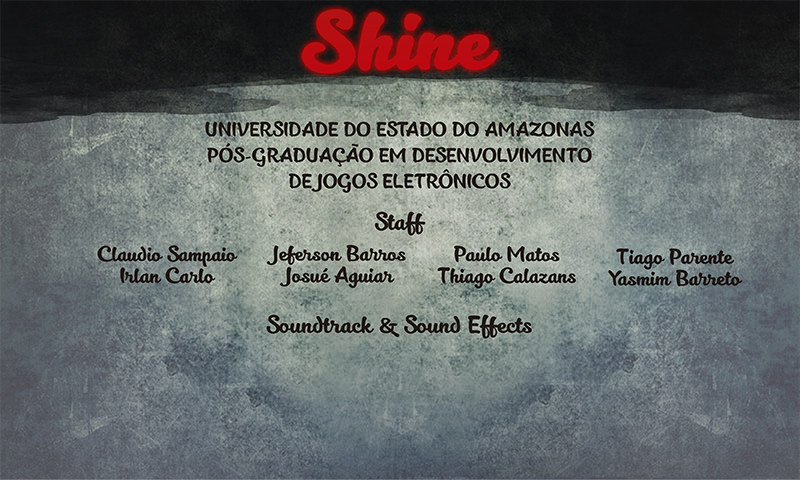 Shine
UNIVERSIDADE DO ESTADO DO AMAZONAS
PÓS-GRADUAÇÃO EM DESENVOLVIMENTO
DE JOGOS ELETRÔNICOS
Staff
Claudio Sampaio Jeferson Barros Paulo Matos Tiago Parente
Irlan Carlo Josué Aguiar Thiago Calazans Yasmim Barreto
Soundtrack & Sound Effects